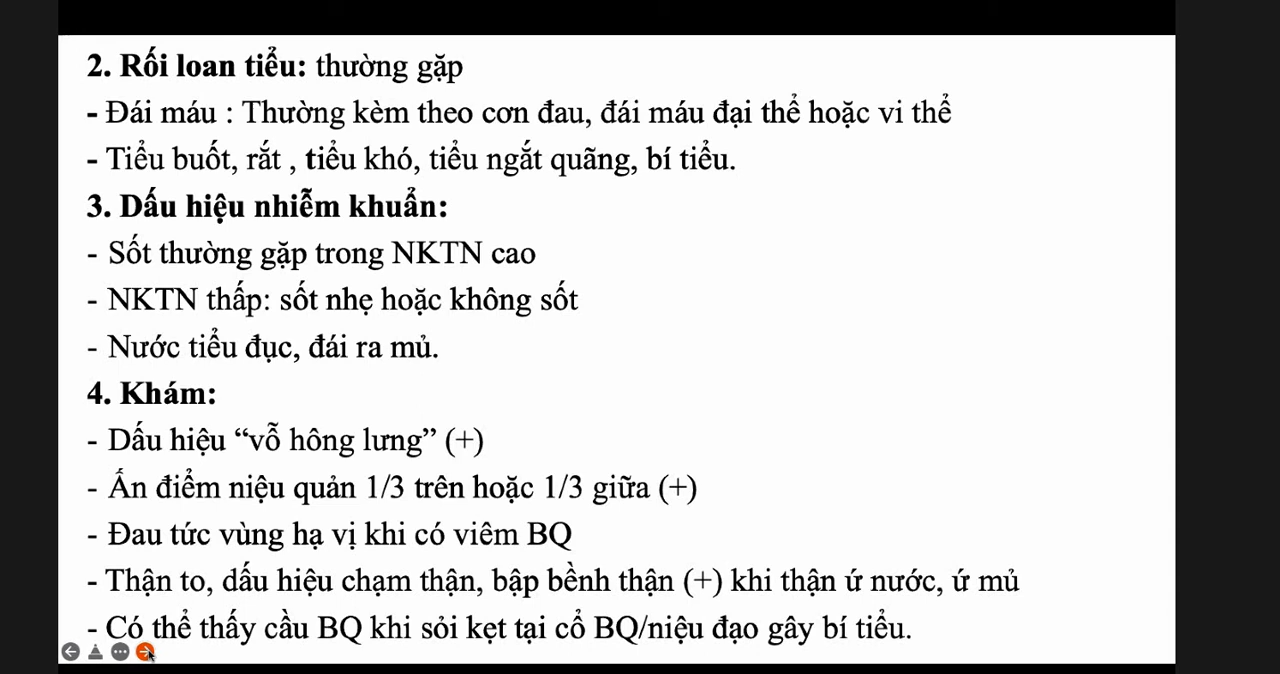 2. Rối loan tiểu: thường gặp
- Đái máu : Thường kèm theo cơn đau, đái máu đại thể hoặc vi thể
- Tiểu buốt, rắt , tiểu khó, tiểu ngắt quãng, bí tiểu.
3. Dấu hiệu nhiễm khuẩn:
- Sốt thường gặp trong NKTN cao
- NKTN thấp: sốt nhẹ hoặc không sốt
- Nước tiểu đục, đái ra mủ.
4. Khám:
- Dấu hiệu “vỗ hông lưng” (+)
- Ấn điểm niệu quản 1/3 trên hoặc 1/3 giữa (+)
- Đau tức vùng hạ vị khi có viêm BQ
- Thận to, dấu hiệu chạm thận, bập bềnh thận (+) khi thận ứ nước, ứ mủ
- Có thể thấy cầu BQ khi sỏi kẹt tại cổ BQ/niệu đạo gây bí tiểu.